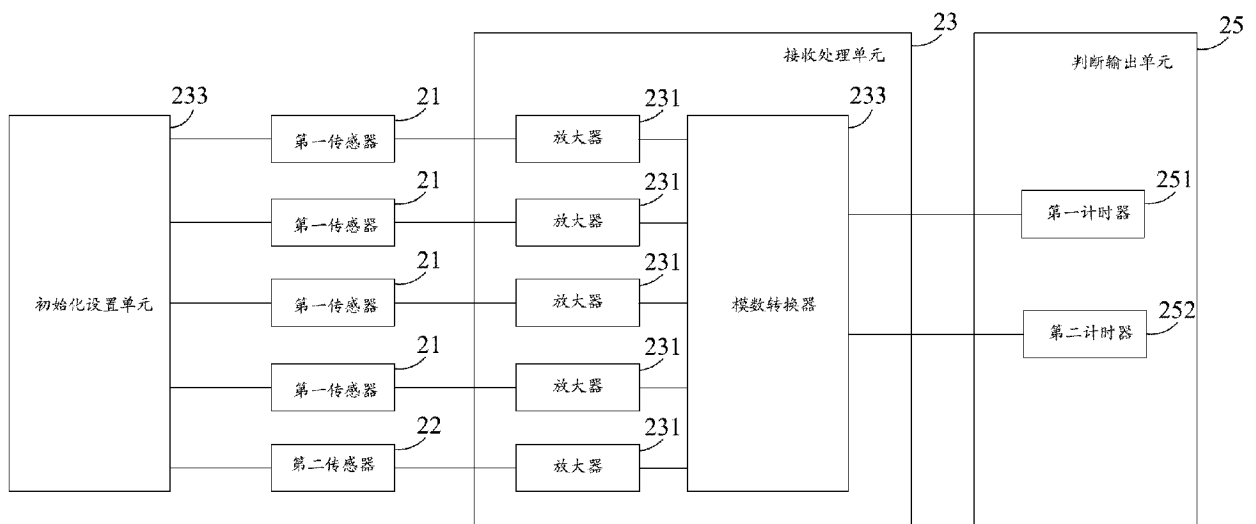 23
25
接收处理单元
判断输出单元
233
21
231
233
第一传感器
放大器
21
231
251
第一传感器
放大器
第一计时器
21
231
初始化设置单元
第一传感器
放大器
模数转换器
252
第二计时器
21
231
第一传感器
放大器
22
231
第二传感器
放大器